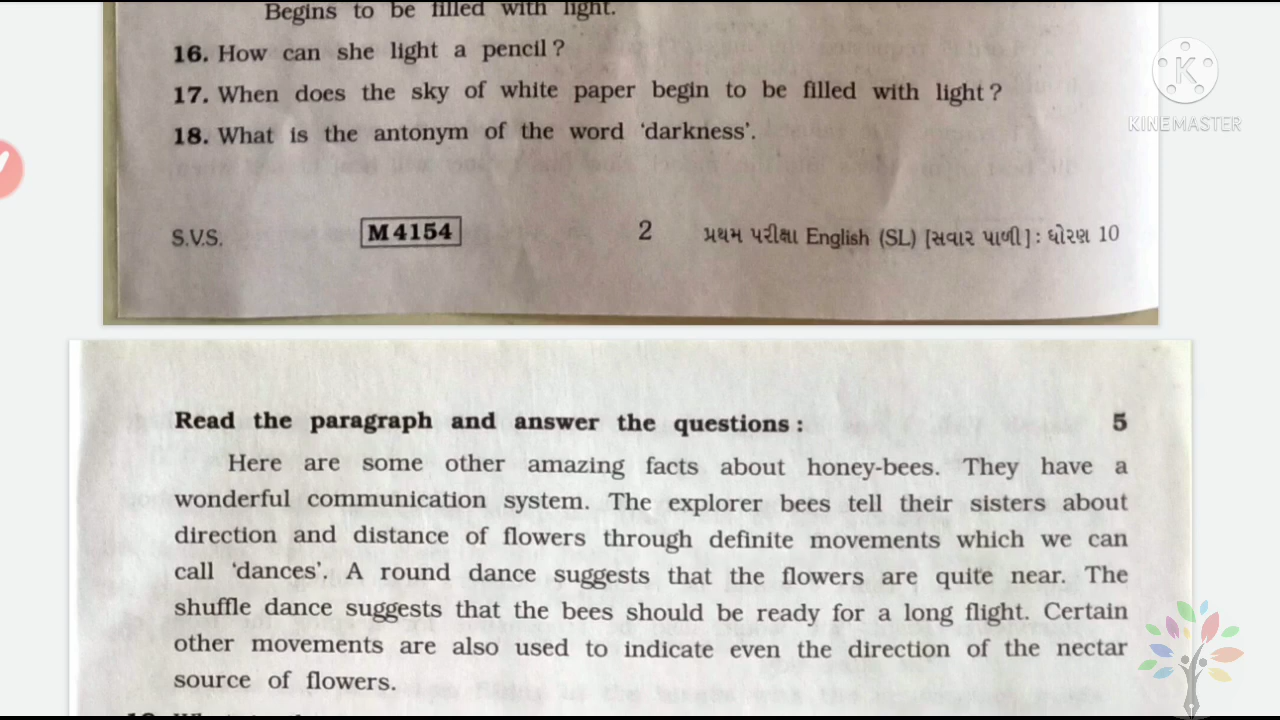 Begins to be filled with light.
16. How can she light a pencil ?
17. When does the sky of white paper begin to be filled with light ?
18. What is the antonym of the word 'darkness'.
KINEMASTER
S.V.S. M 4154 2 પ્રથમ પરીક્ષા English (SL) [સવાર પાળી] : ધોરણ 10
Read the paragraph and answer the questions : 5
Here are some other amazing facts about honey-bees. They have a
wonderful communication system. The explorer bees tell their sisters about
direction and distance of flowers through definite movements which we can
call 'dances'. A round dance suggests that the flowers are quite near. The
shuffle dance suggests that the bees should be ready for a long flight. Certain
other movements are also used to indicate even the direction of the nectar
source of flowers.